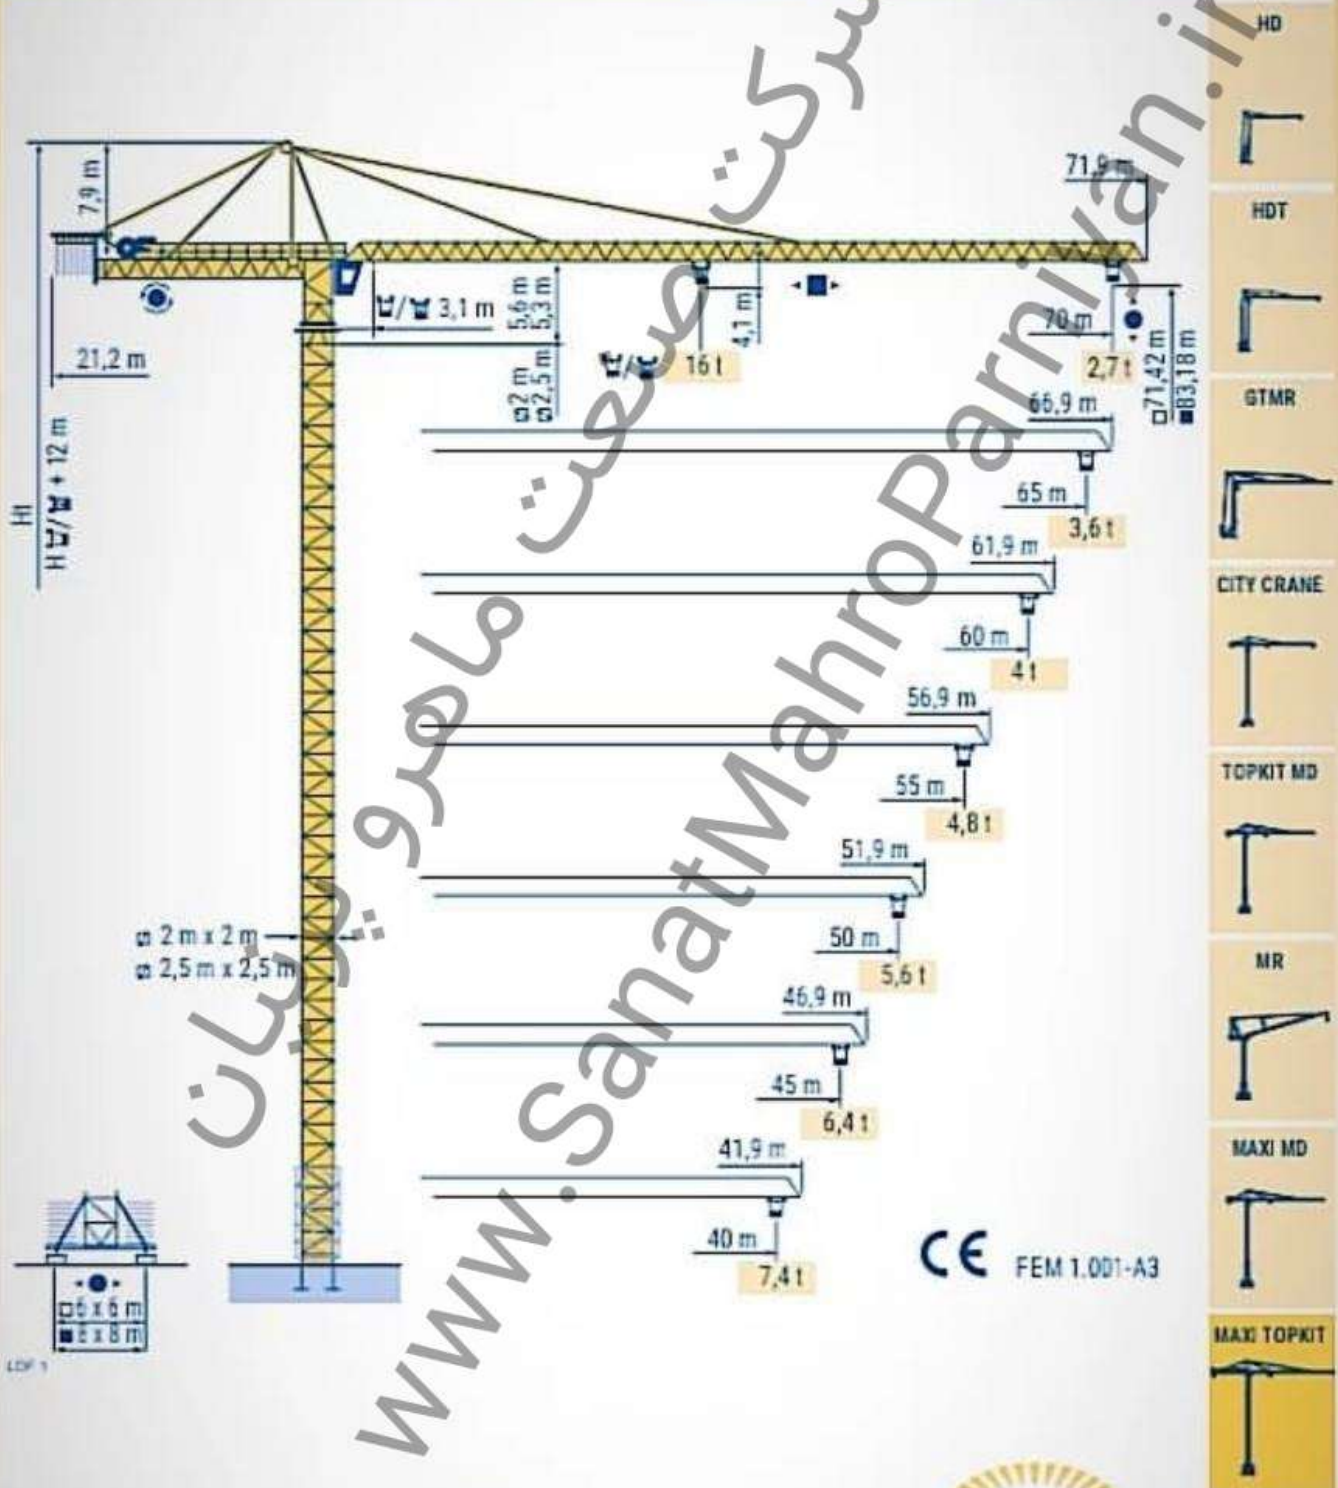 HD
HDT
GTMR
CITY CRANE
TOPKIT MD
MR
MAXI MD
MAXI TOPKIT
7,9 m
71,9 m
3,1 m
5,6 m
5,3 m
4,1 m
70 m
21,2 m
16 t
2,7 t
2 m
2,5 m
71,42 m
83,18 m
H1
H + 12 m
66,9 m
65 m
3,6 t
61,9 m
60 m
4 t
56,9 m
55 m
4,8 t
51,9 m
2 m x 2 m
50 m
2,5 m x 2,5 m
5,6 t
46,9 m
45 m
6,4 t
41,9 m
40 m
7,4 t
CE FEM 1.001-A3
6 x 6 m
8 x 8 m
شرکت صنعت ماهرو پرنیان
www.SanatMahroParniyan.ir